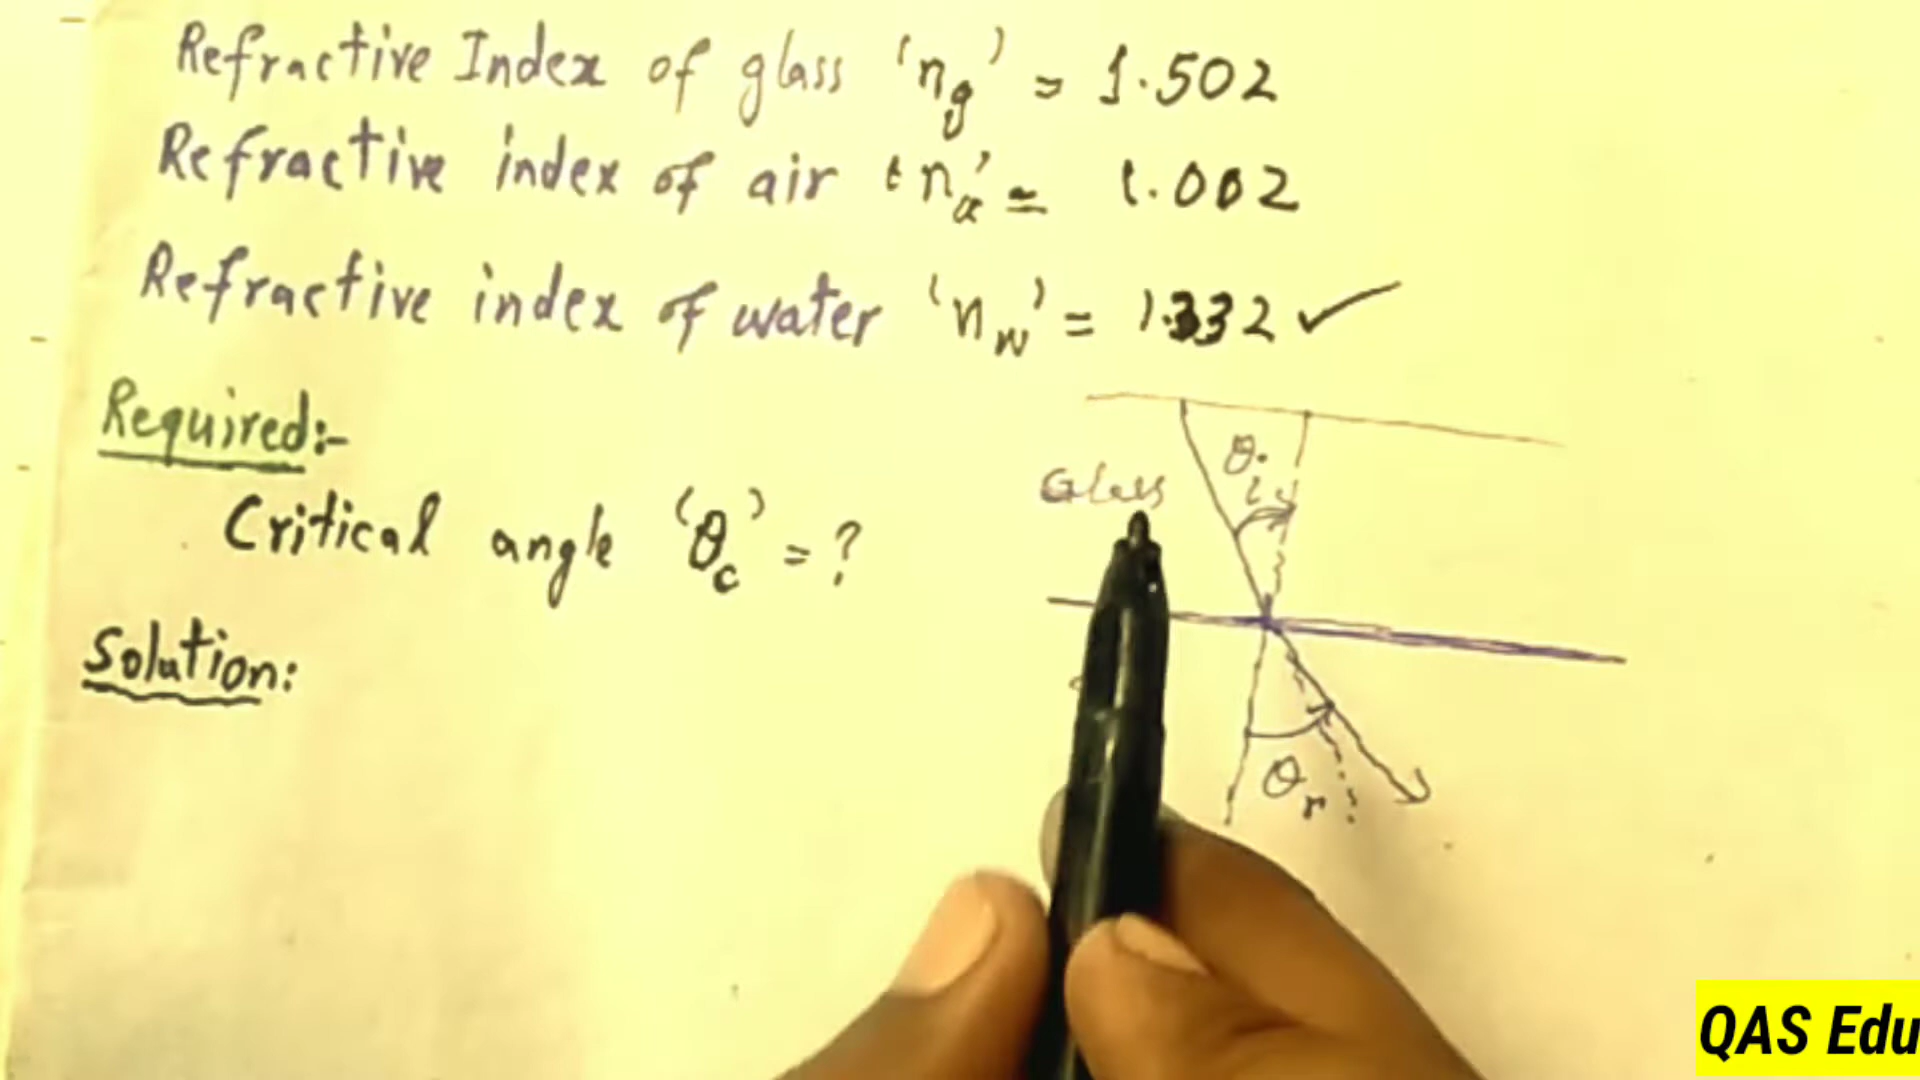 Refractive Index of glass 'ng' = 1.502
Refractive index of air 'na' = 1.002
Refractive index of water 'nw' = 1.332 ✓
Required:-
Critical angle 'θc' = ?
Solution:
θi
Glass
θr
QAS Edu